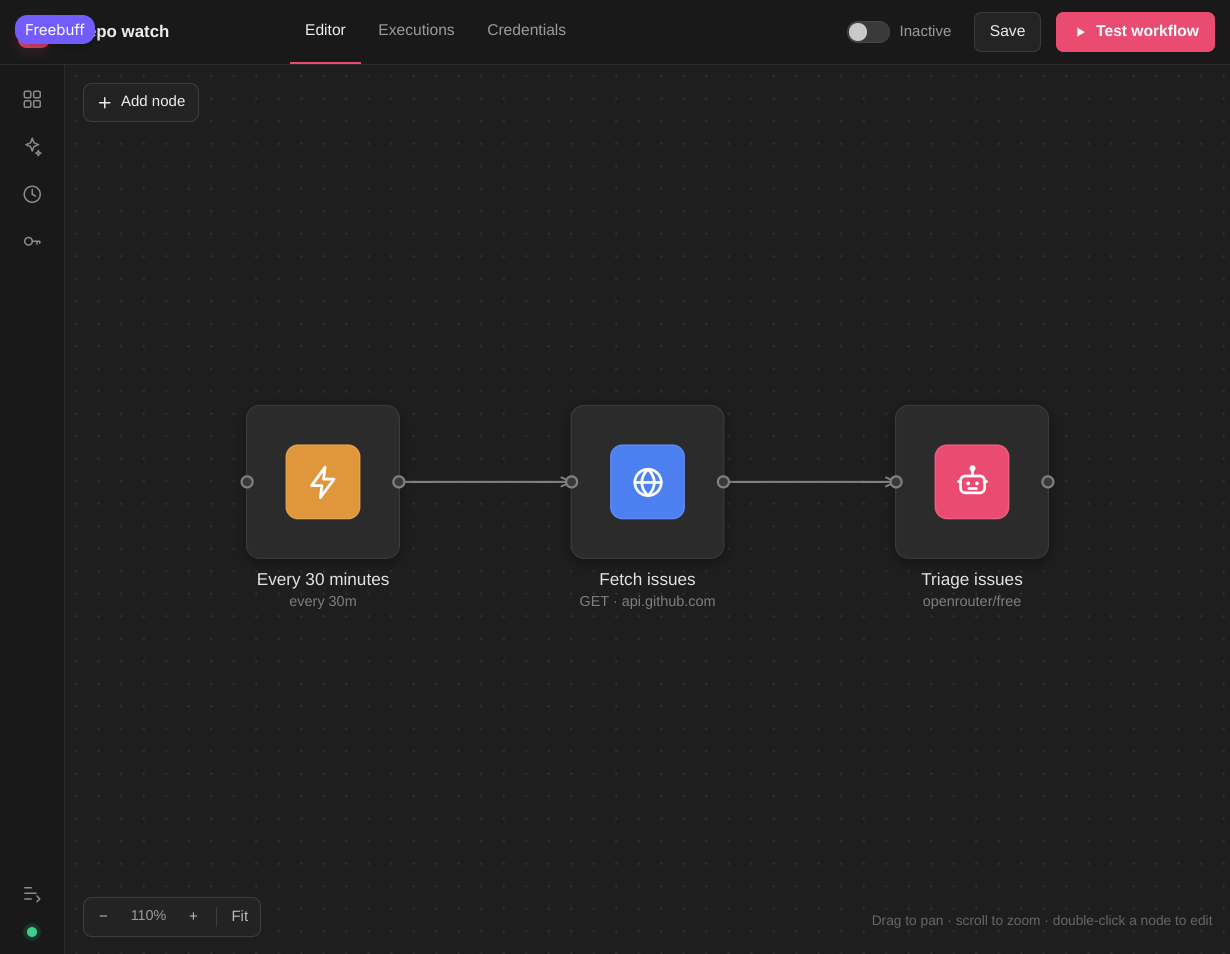 Freebuff
epo watch
Editor
Executions
Credentials
Inactive
Save
Test workflow
Add node
Every 30 minutes
every 30m
Fetch issues
GET · api.github.com
Triage issues
openrouter/free
− 110% + Fit
Drag to pan · scroll to zoom · double-click a node to edit